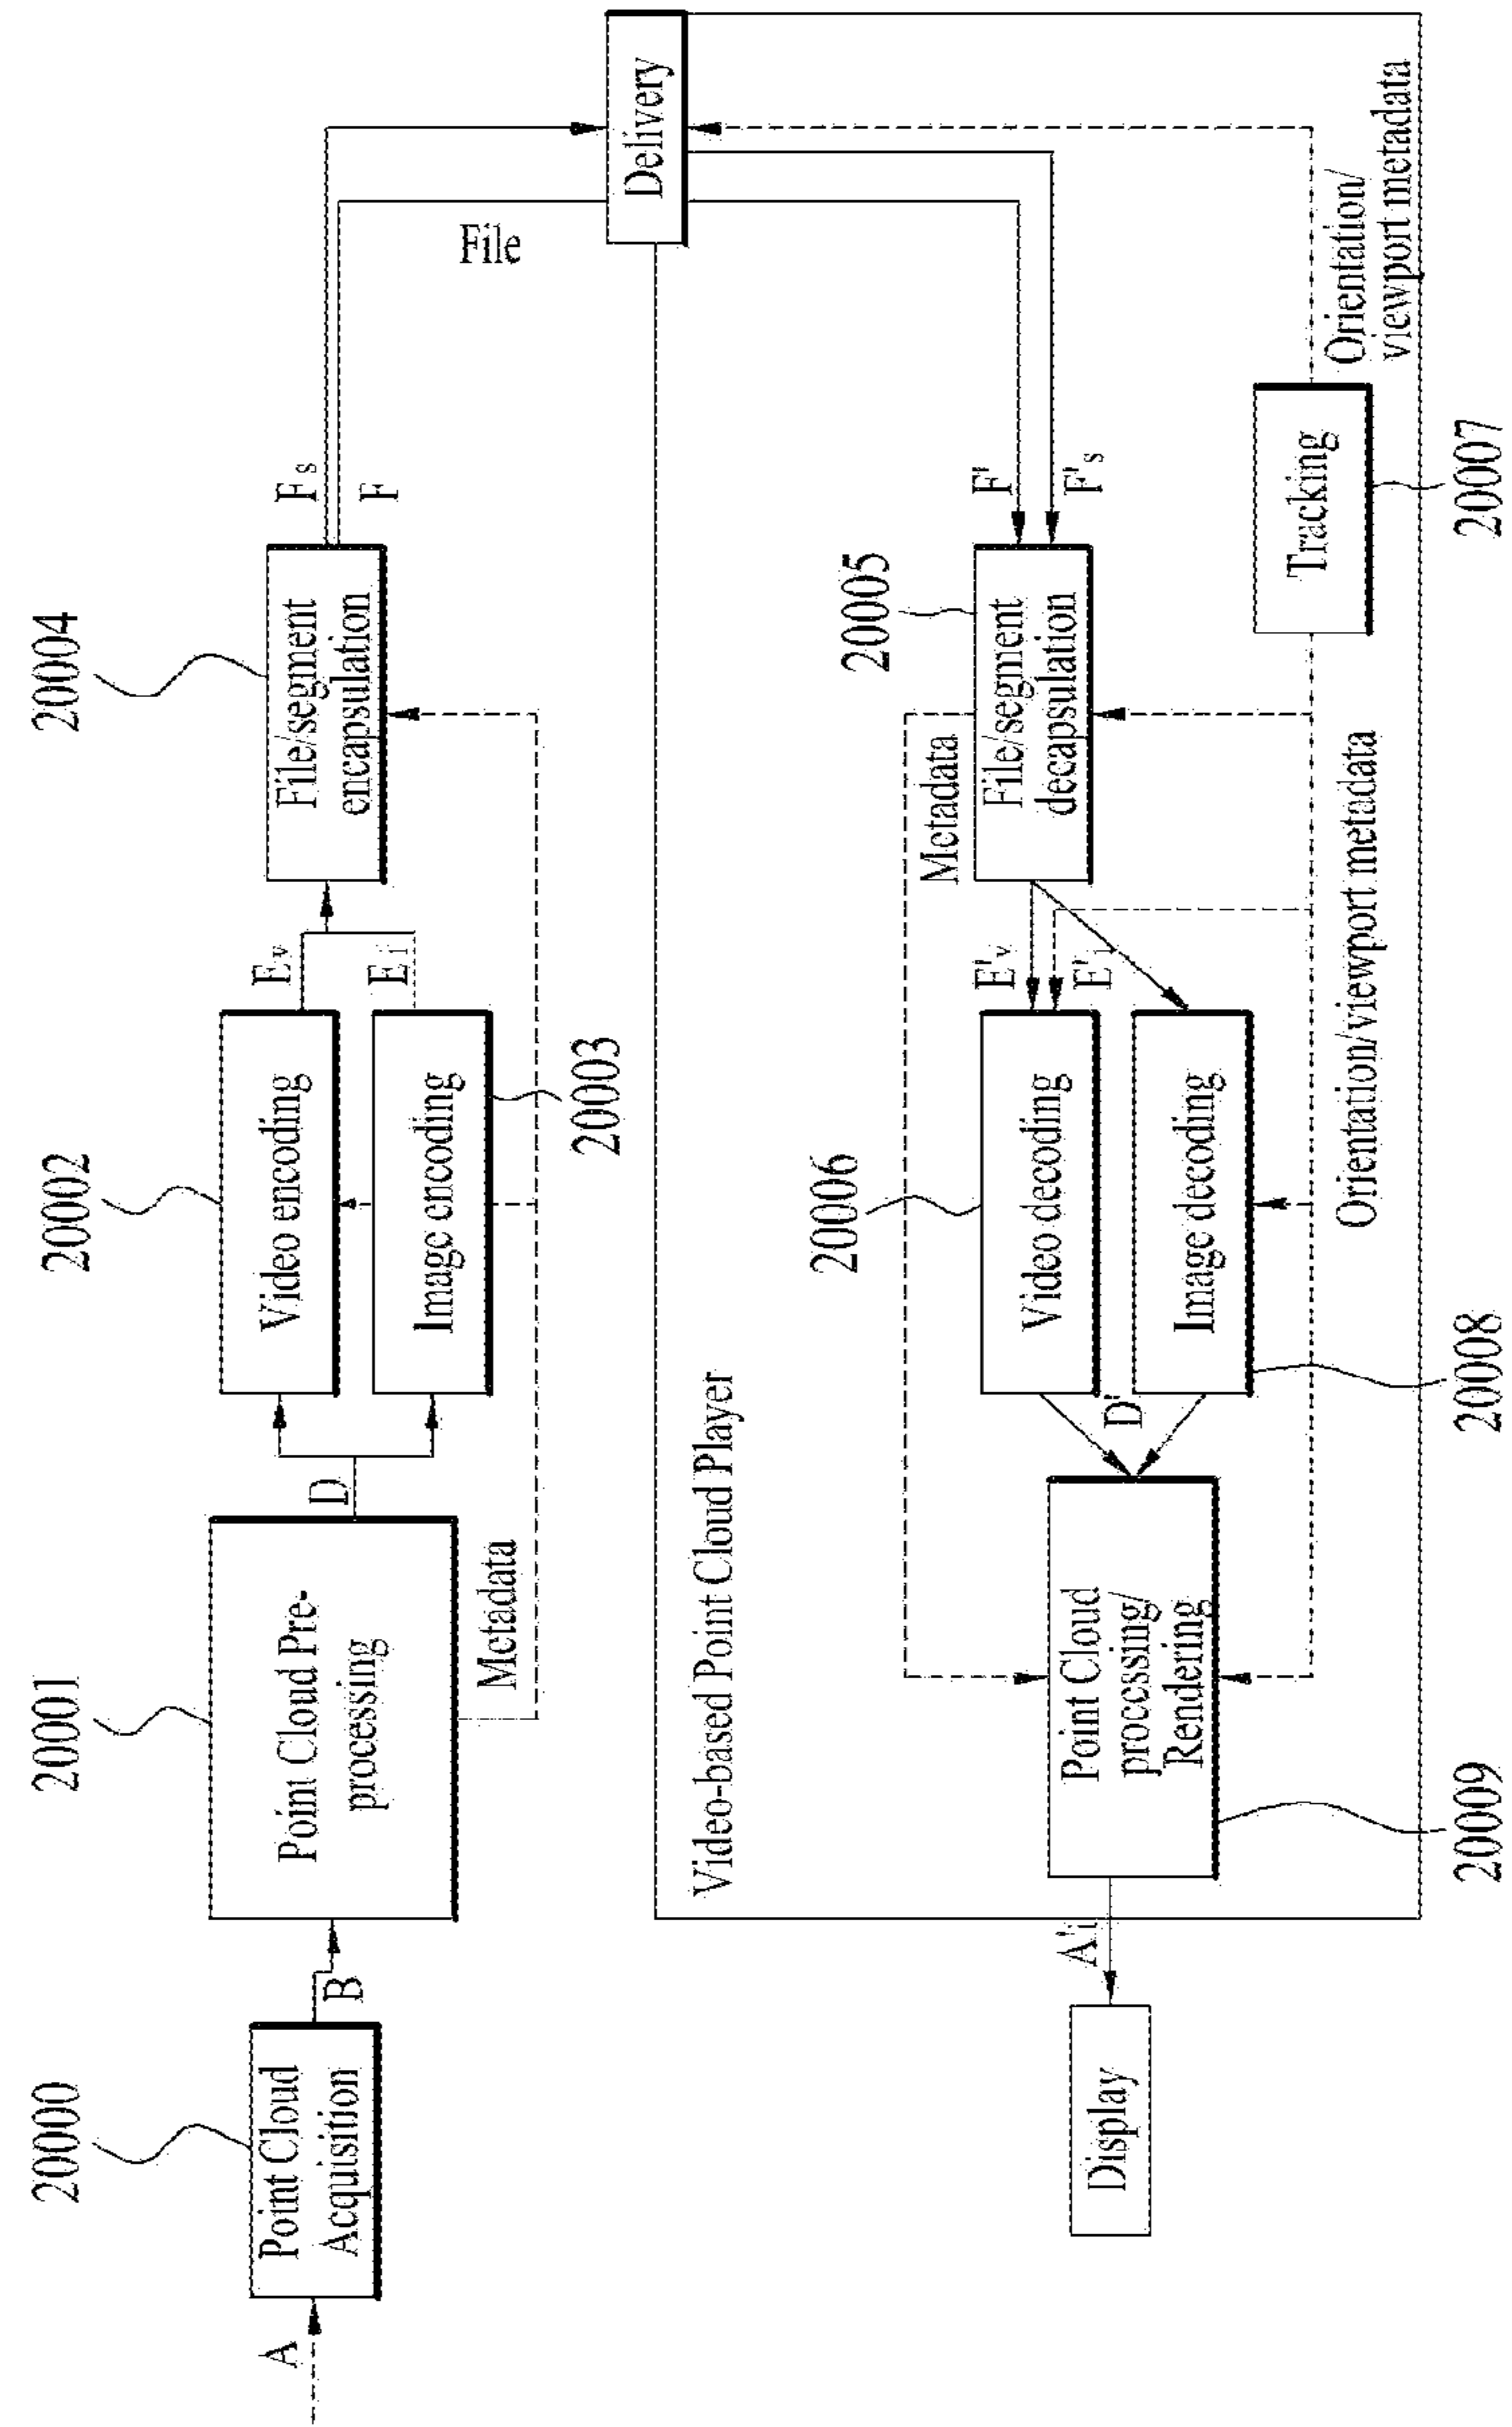 20000
20001
20002
20004
A
Point Cloud
Acquisition
B
Point Cloud Pre-
processing
D
Video encoding
Image encoding
20003
Ev
Ei
File/segment
encapsulation
Fs
F
Metadata
File
Delivery
Video-based Point Cloud Player
20006
20005
Metadata
Display
A'i
Point Cloud
processing/
Rendering
D'
Video decoding
Image decoding
E'v
E'i
File/segment
decapsulation
F'
F's
Tracking
Orientation/
viewport metadata
Orientation/viewport metadata
20009
20008
20007